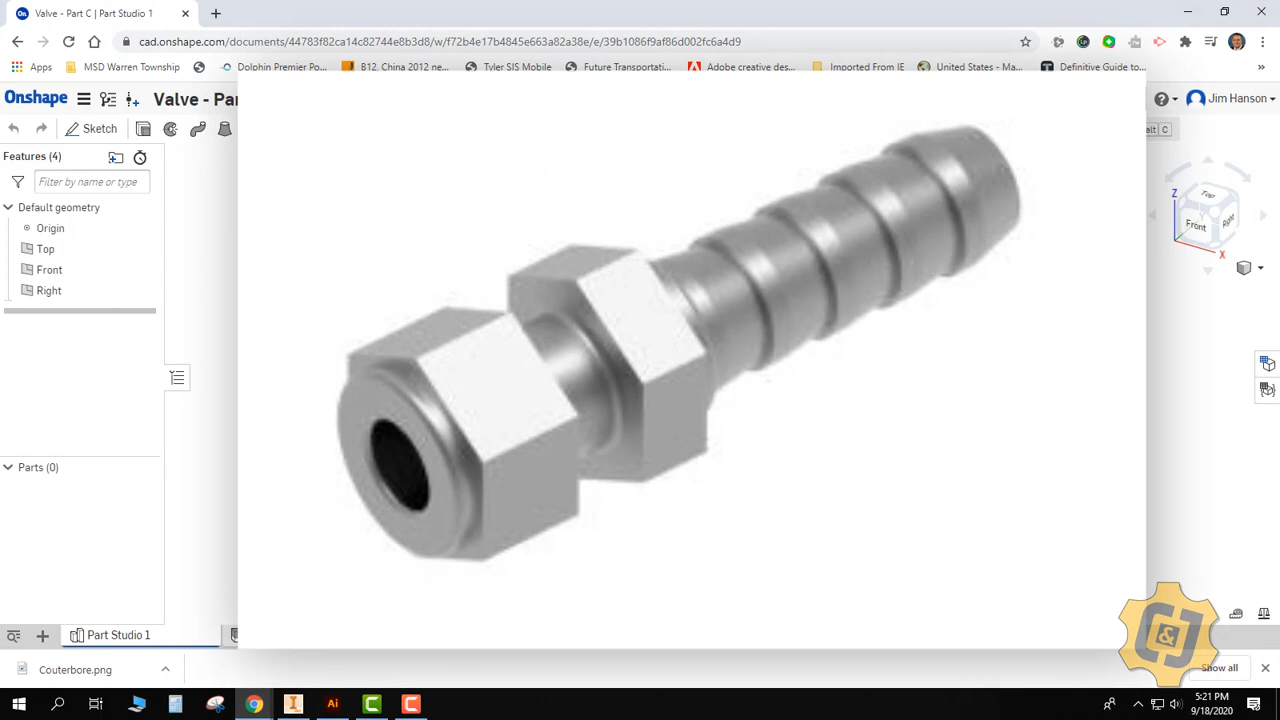 Valve - Part C | Part Studio 1
cad.onshape.com/documents/44783f82ca14c82744e8b3d8/w/f72b4e17b4845e663a82a38e/e/39b1086f9af86d002fc6a4d9
Apps
MSD Warren Township
Dolphin Premier Po...
B12, China 2012 ne...
Tyler SIS Mobile
Future Transportati...
Adobe creative des...
Imported From IE
United States - Ma...
Definitive Guide to...
»
Onshape
Valve - Par
Jim Hanson
Sketch
alt C
Features (4)
Filter by name or type
Default geometry
Origin
Top
Front
Right
Parts (0)
Z
Top
Front
Right
X
Part Studio 1
Couterbore.png
Show all
5:21 PM
9/18/2020